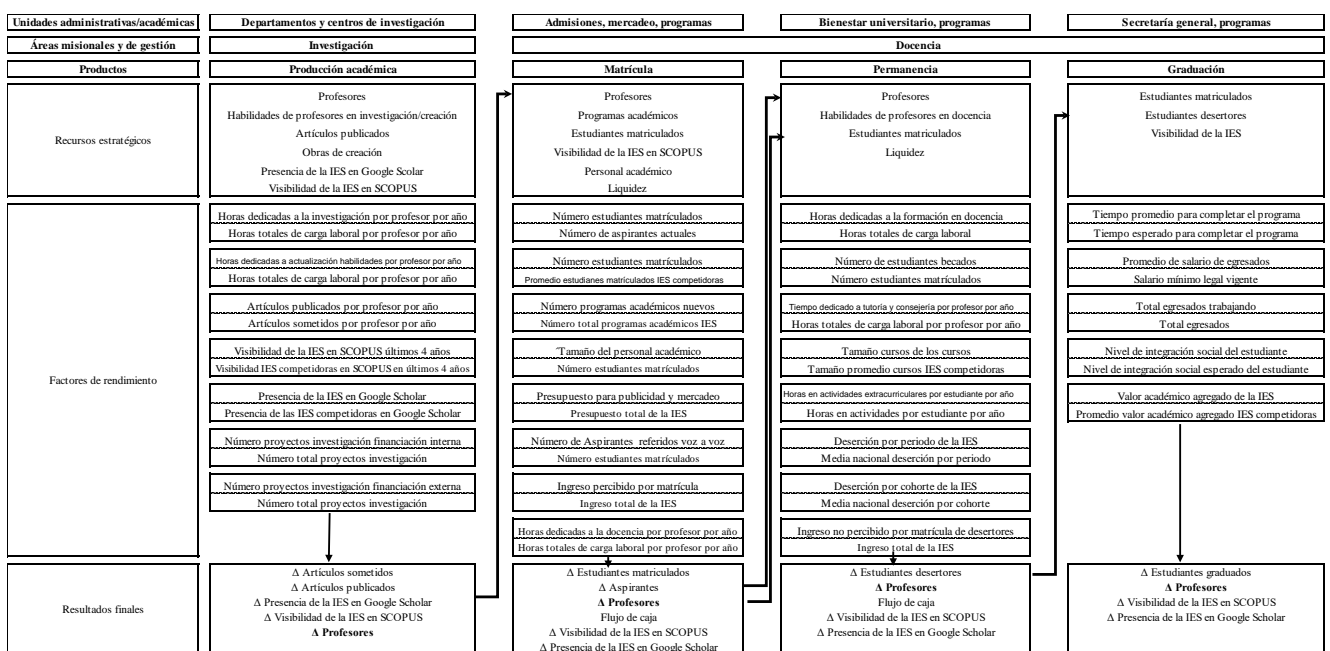 Unidades administrativas/académicas
Departamentos y centros de investigación
Admisiones, mercadeo, programas
Bienestar universitario, programas
Secretaría general, programas
Áreas misionales y de gestión
Investigación
Docencia
Productos
Producción académica
Matrícula
Permanencia
Graduación
Recursos estratégicos
Profesores
Habilidades de profesores en investigación/creación
Artículos publicados
Obras de creación
Presencia de la IES en Google Scolar
Visibilidad de la IES en SCOPUS
Profesores
Programas académicos
Estudiantes matriculados
Visibilidad de la IES en SCOPUS
Personal académico
Liquidez
Profesores
Habilidades de profesores en docencia
Estudiantes matriculados
Liquidez
Estudiantes matriculados
Estudiantes desertores
Visibilidad de la IES
Factores de rendimiento
Horas dedicadas a la investigación por profesor por año
Horas totales de carga laboral por profesor por año
Horas dedicadas a actualización habilidades por profesor por año
Horas totales de carga laboral por profesor por año
Artículos publicados por profesor por año
Artículos sometidos por profesor por año
Visibilidad de la IES en SCOPUS últimos 4 años
Visibilidad IES competidoras en SCOPUS en últimos 4 años
Presencia de la IES en Google Scholar
Presencia de las IES competidoras en Google Scholar
Número proyectos investigación financiación interna
Número total proyectos investigación
Número proyectos investigación financiación externa
Número total proyectos investigación
Número estudiantes matrículados
Número de aspirantes actuales
Número estudiantes matrículados
Promedio estudianes matriculados IES competidoras
Número programas académicos nuevos
Número total programas académicos IES
Tamaño del personal académico
Número estudiantes matrículados
Presupuesto para publicidad y mercadeo
Presupuesto total de la IES
Número de Aspirantes referidos voz a voz
Número estudiantes matrículados
Ingreso percibido por matrícula
Ingreso total de la IES
Horas dedicadas a la docencia por profesor por año
Horas totales de carga laboral por profesor por año
Horas dedicadas a la formación en docencia
Horas totales de carga laboral
Número de estudiantes becados
Número estudiantes matrículados
Tiempo dedicado a tutoría y consejería por profesor por año
Horas totales de carga laboral por profesor por año
Tamaño cursos de los cursos
Tamaño promedio cursos IES competidoras
Horas en actividades extracurriculares por estudiante por año
Horas en actividades por estudiante por año
Deserción por periodo de la IES
Media nacional deserción por periodo
Deserción por cohorte de la IES
Media nacional deserción por cohorte
Ingreso no percibido por matrícula de desertores
Ingreso total de la IES
Tiempo promedio para completar el programa
Tiempo esperado para completar el programa
Promedio de salario de egresados
Salario mínimo legal vigente
Total egresados trabajando
Total egresados
Nivel de integración social del estudiante
Nivel de integración social esperado del estudiante
Valor académico agregado de la IES
Promedio valor académico agregado IES competidoras
Resultados finales
Δ Artículos sometidos
Δ Artículos publicados
Δ Presencia de la IES en Google Scholar
Δ Visibilidad de la IES en SCOPUS
Δ Profesores
Δ Estudiantes matriculados
Δ Aspirantes
Δ Profesores
Flujo de caja
Δ Visibilidad de la IES en SCOPUS
Δ Presencia de la IES en Google Scholar
Δ Estudiantes desertores
Δ Profesores
Flujo de caja
Δ Visibilidad de la IES en SCOPUS
Δ Presencia de la IES en Google Scholar
Δ Estudiantes graduados
Δ Profesores
Δ Visibilidad de la IES en SCOPUS
Δ Presencia de la IES en Google Scholar